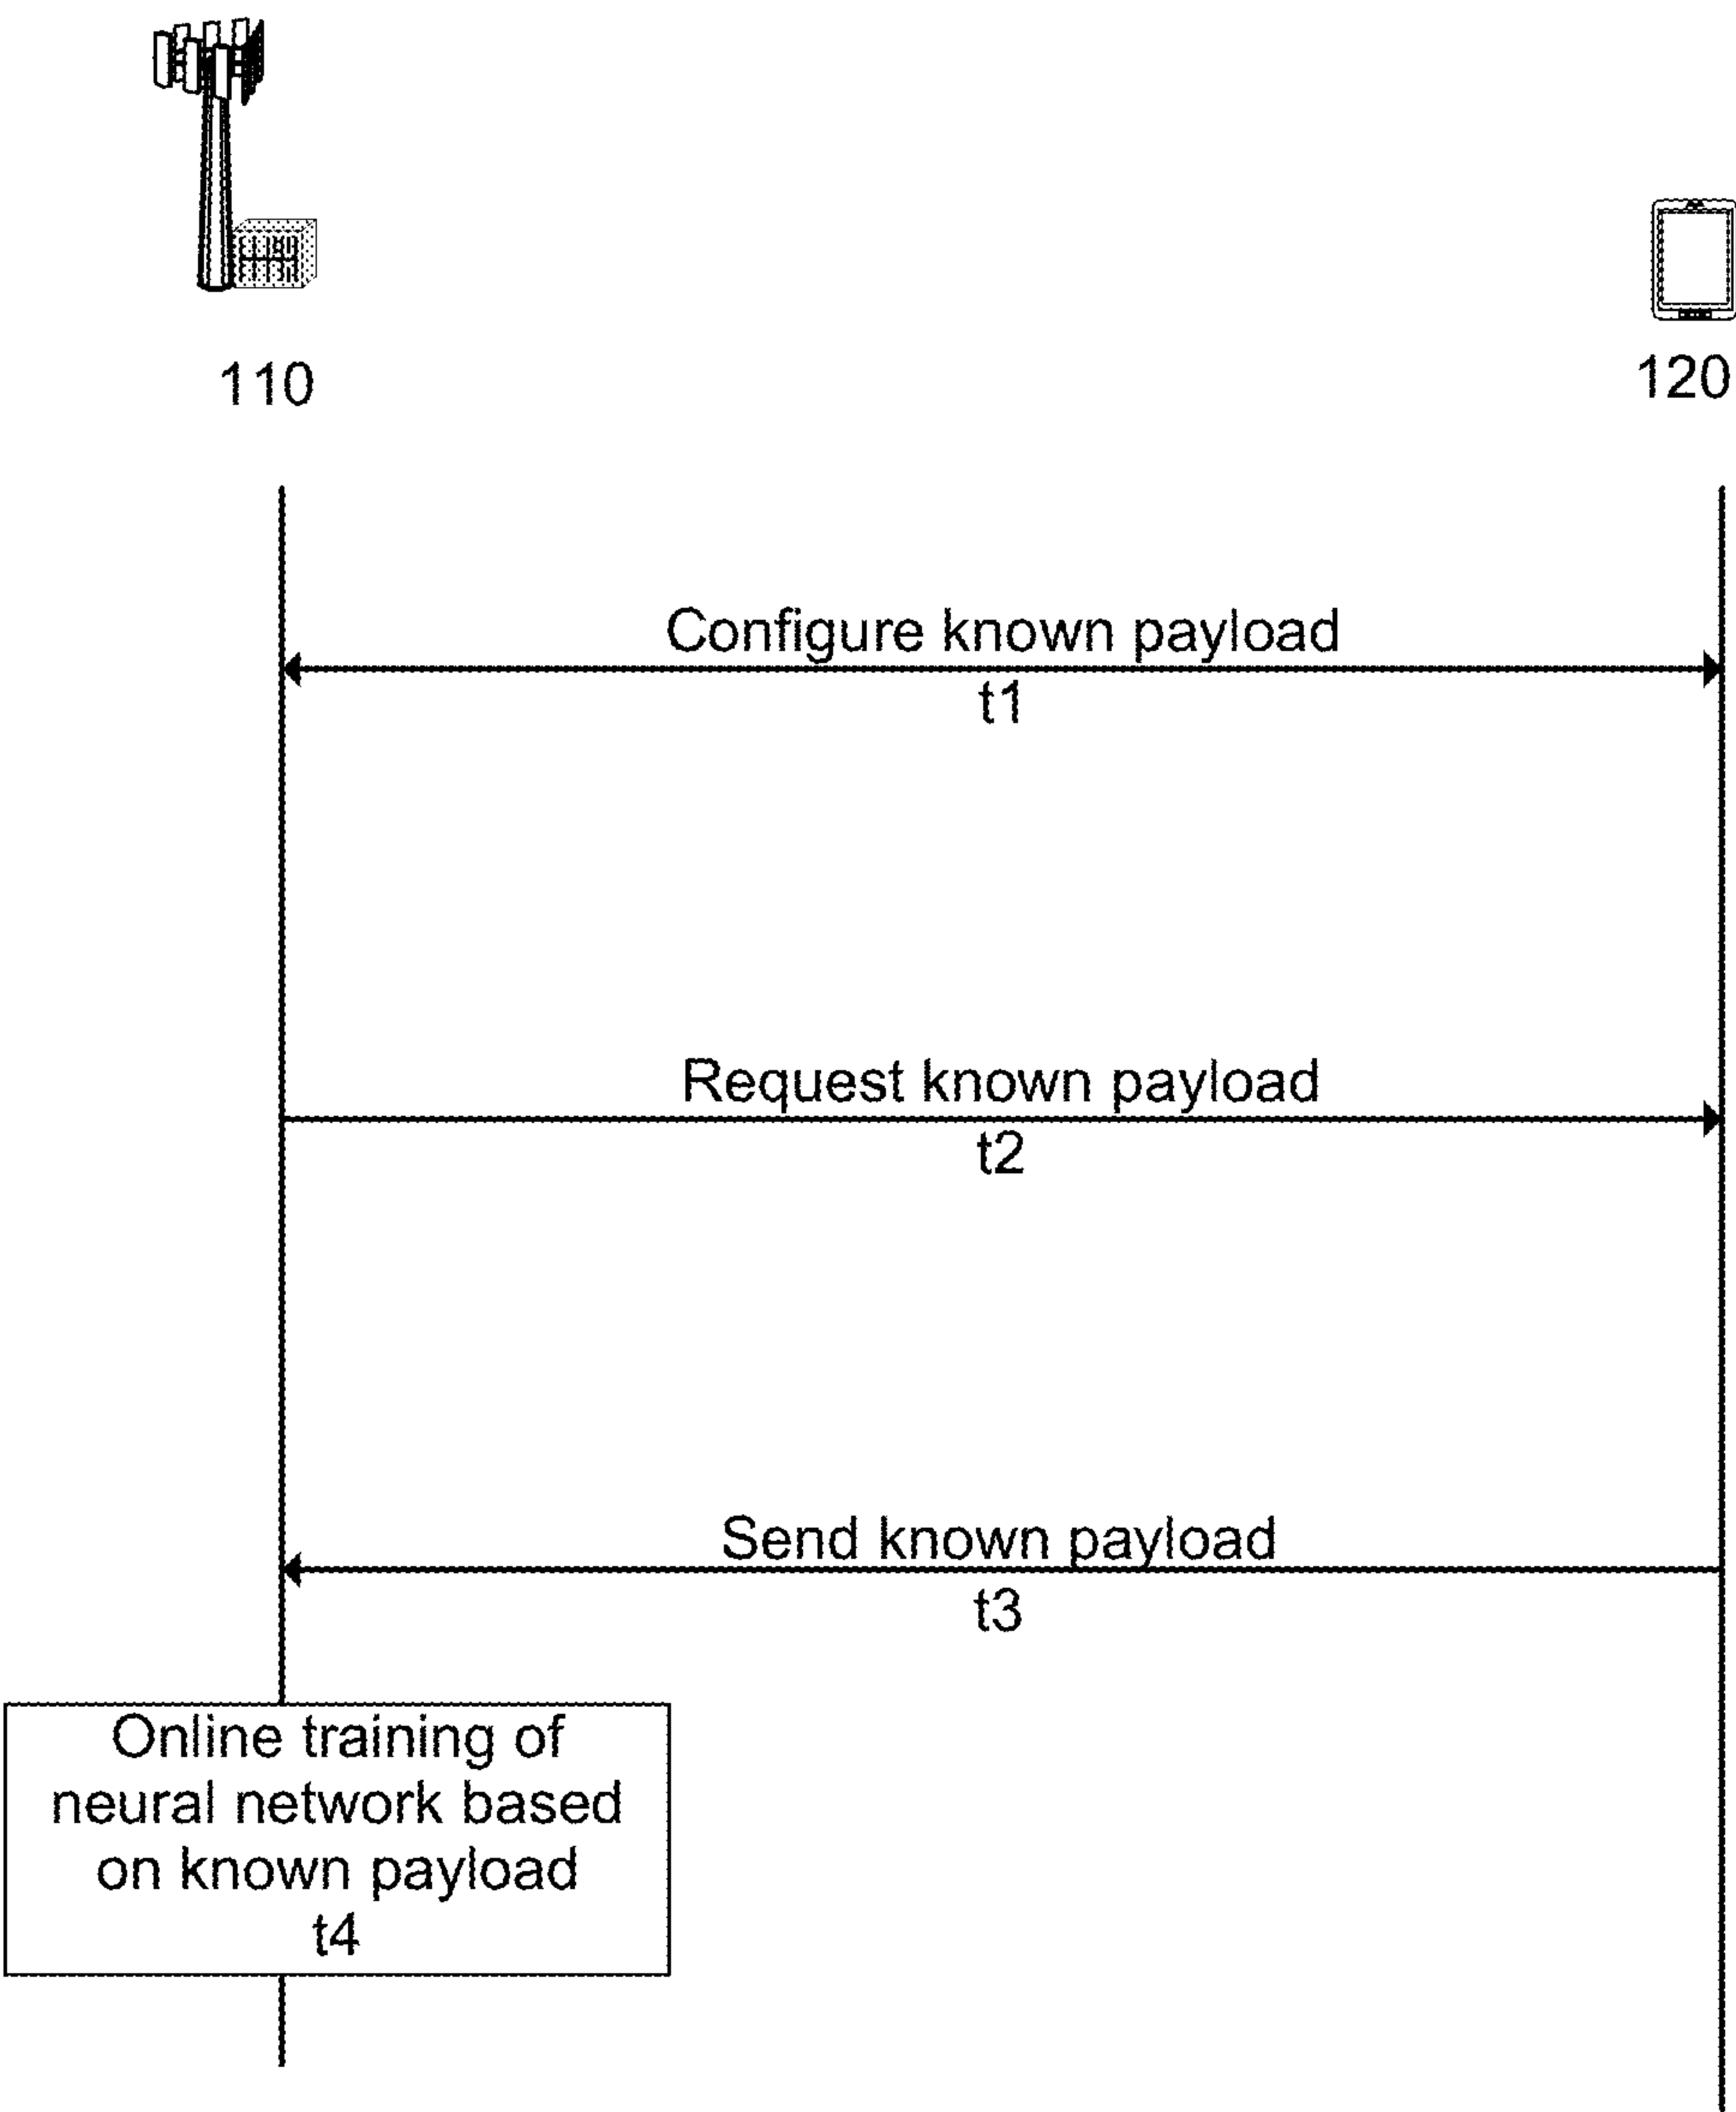 110
120
Configure known payload
t1
Request known payload
t2
Send known payload
t3
Online training of
neural network based
on known payload
t4